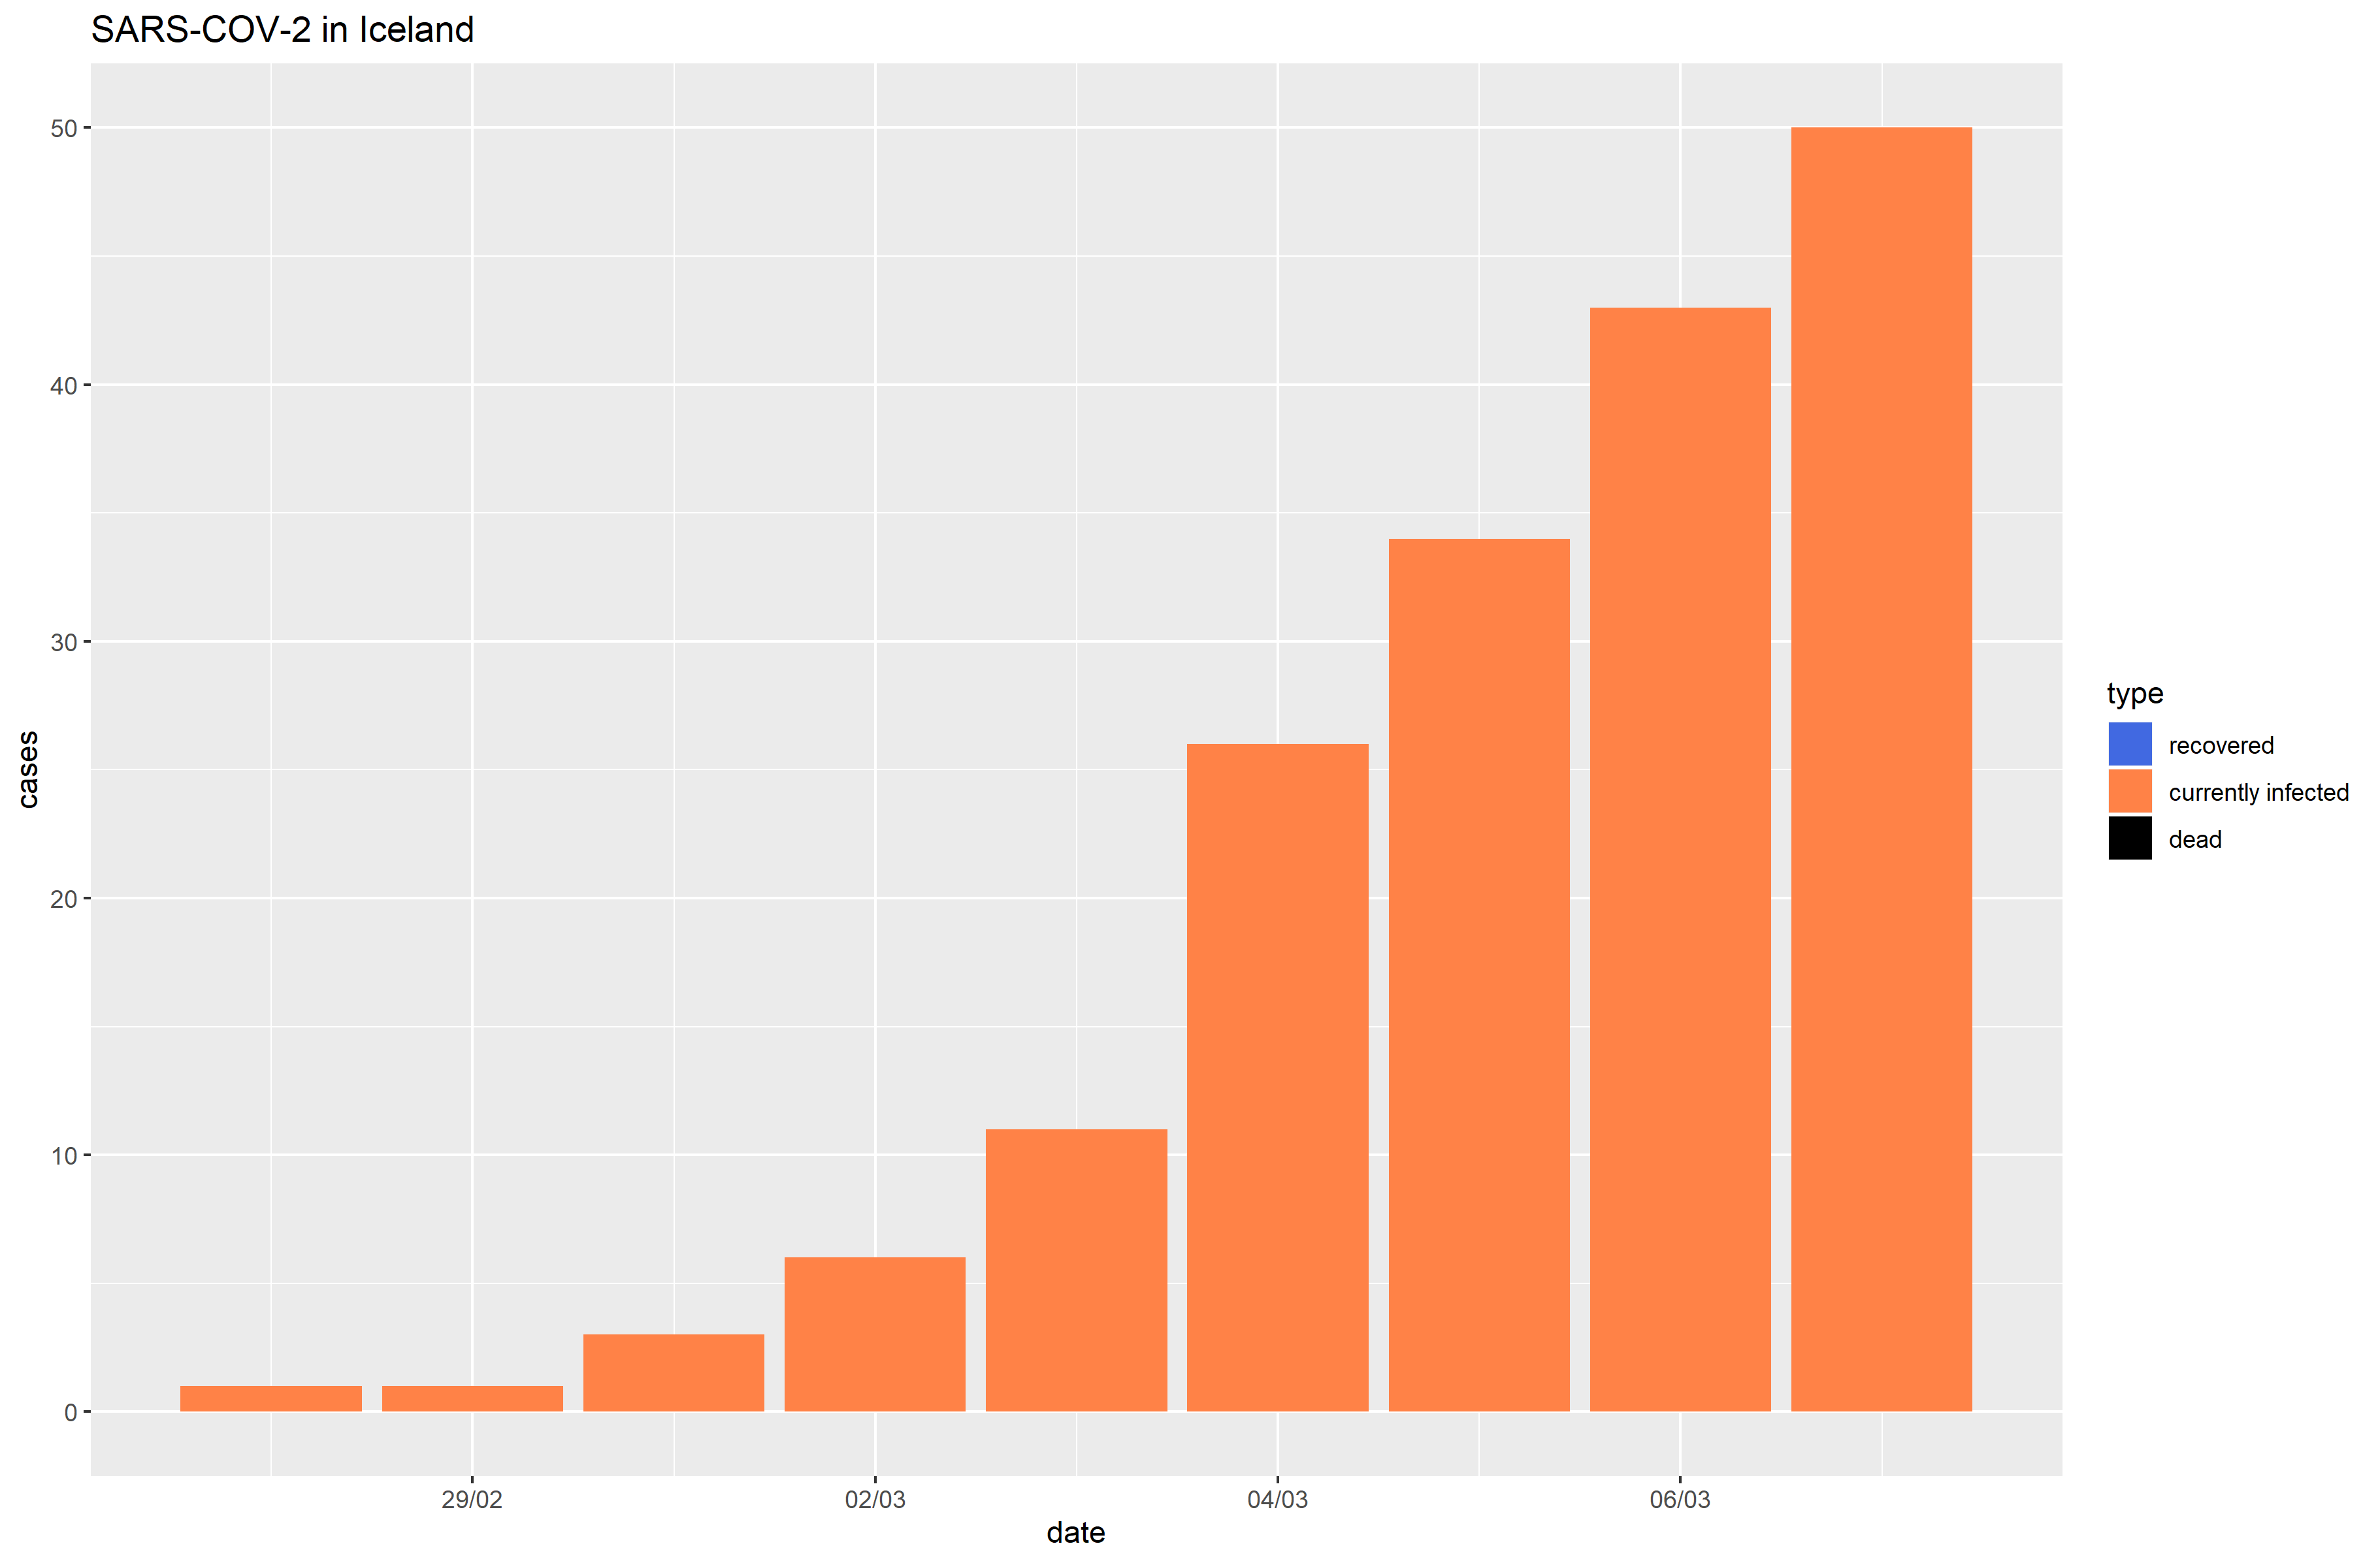 SARS-COV-2 in Iceland
50
40
30
20
10
0
cases
29/02
02/03
04/03
06/03
date
type
recovered
currently infected
dead